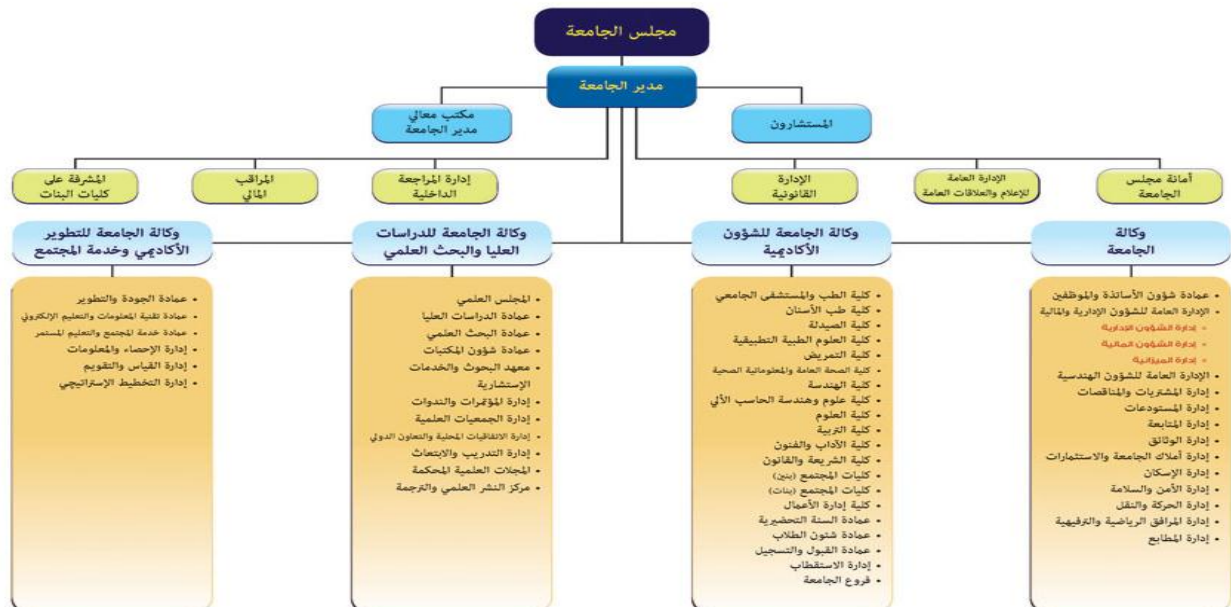 مجلس الجامعة
مدير الجامعة
المستشارون
مكتب معالي
مدير الجامعة
أمانة مجلس
الجامعة
الإدارة العامة
للإعلام والعلاقات العامة
الإدارة
القانونية
إدارة المراجعة
الداخلية
المراقب
المالي
المشرفة على
كليات البنات
وكالة
الجامعة
• عمادة شؤون الأساتذة والموظفين
• الإدارة العامة للشؤون الإدارية والمالية
• إدارة الشؤون الإدارية
• إدارة الشؤون المالية
• إدارة الميزانية
• الإدارة العامة للشؤون الهندسية
• إدارة المشتريات والمناقصات
• إدارة المستودعات
• إدارة المتابعة
• إدارة الوثائق
• إدارة أملاك الجامعة والاستثمارات
• إدارة الإسكان
• إدارة الأمن والسلامة
• إدارة الحركة والنقل
• إدارة المرافق الرياضية والترفيهية
• إدارة المطابع
وكالة الجامعة للشؤون
الأكاديمية
• كلية الطب والمستشفى الجامعي
• كلية طب الأسنان
• كلية الصيدلة
• كلية العلوم الطبية التطبيقية
• كلية التمريض
• كلية الصحة العامة والمعلوماتية الصحية
• كلية الهندسة
• كلية علوم وهندسة الحاسب الألي
• كلية العلوم
• كلية التربية
• كلية الآداب والفنون
• كلية الشريعة والقانون
• كليات المجتمع (بنين)
• كليات المجتمع (بنات)
• كلية إدارة الأعمال
• عمادة السنة التحضيرية
• عمادة شئون الطلاب
• عمادة القبول والتسجيل
• إدارة الاستقطاب
• فروع الجامعة
وكالة الجامعة للدراسات
العليا والبحث العلمي
• المجلس العلمي
• عمادة الدراسات العليا
• عمادة البحث العلمي
• عمادة شؤون المكتبات
• معهد البحوث والخدمات
الإستشارية
• إدارة المؤتمرات والندوات
• إدارة الجمعيات العلمية
• إدارة الاتفاقيات المحلية والتعاون الدولي
• إدارة التدريب والابتعاث
• المجلات العلمية المحكمة
• مركز النشر العلمي والترجمة
وكالة الجامعة للتطوير
الأكاديمي وخدمة المجتمع
• عمادة الجودة والتطوير
• عمادة تقنية المعلومات والتعليم الإلكتروني
• عمادة خدمة المجتمع والتعليم المستمر
• إدارة الإحصاء والمعلومات
• إدارة القياس والتقويم
• إدارة التخطيط الإستراتيجي